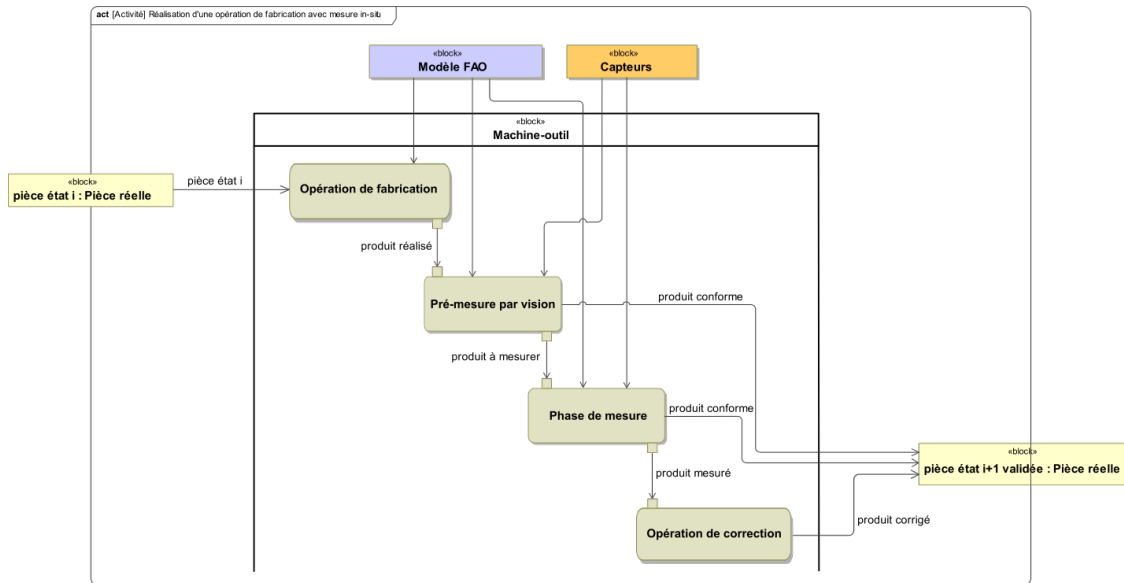 act [Activité] Réalisation d'une opération de fabrication avec mesure in-situ
«block»
Modèle FAO
«block»
Capteurs
«block»
Machine-outil
«block»
pièce état i : Pièce réelle
pièce état i
Opération de fabrication
produit réalisé
Pré-mesure par vision
produit conforme
produit à mesurer
Phase de mesure
produit conforme
«block»
pièce état i+1 validée : Pièce réelle
produit mesuré
Opération de correction
produit corrigé